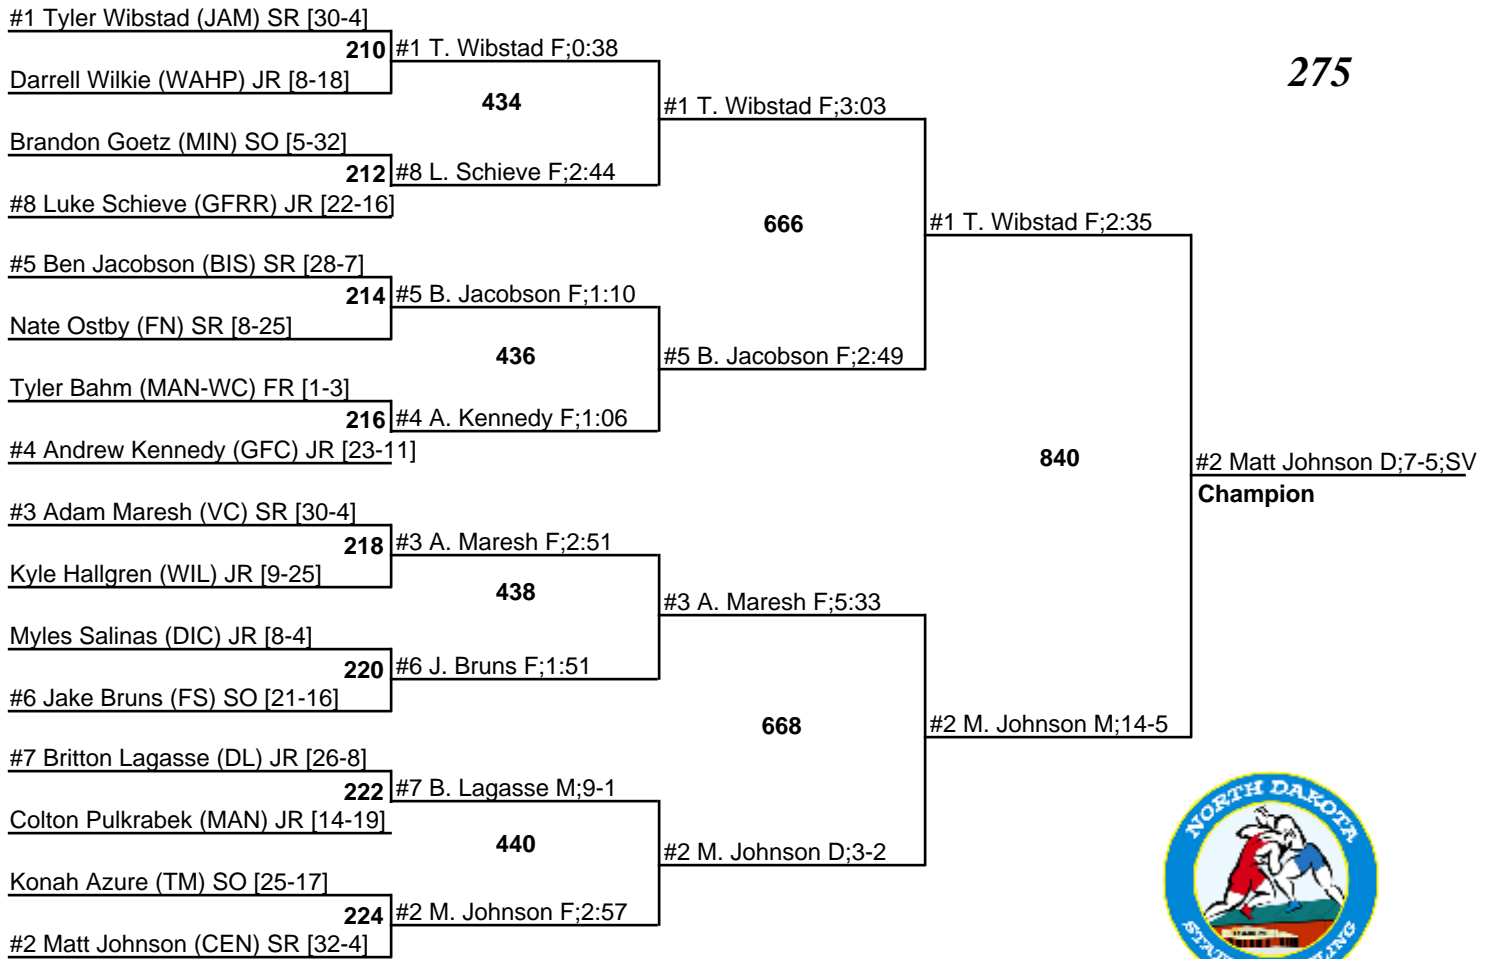 #1 Tyler Wibstad (JAM) SR [30-4]
210 #1 T. Wibstad F;0:38
275
Darrell Wilkie (WAHP) JR [8-18]
434
#1 T. Wibstad F;3:03
Brandon Goetz (MIN) SO [5-32]
212 #8 L. Schieve F;2:44
#8 Luke Schieve (GFRR) JR [22-16]
666
#1 T. Wibstad F;2:35
#5 Ben Jacobson (BIS) SR [28-7]
214 #5 B. Jacobson F;1:10
Nate Ostby (FN) SR [8-25]
436
#5 B. Jacobson F;2:49
Tyler Bahm (MAN-WC) FR [1-3]
216 #4 A. Kennedy F;1:06
#4 Andrew Kennedy (GFC) JR [23-11]
840
#2 Matt Johnson D;7-5;SV
Champion
#3 Adam Maresh (VC) SR [30-4]
218 #3 A. Maresh F;2:51
Kyle Hallgren (WIL) JR [9-25]
438
#3 A. Maresh F;5:33
Myles Salinas (DIC) JR [8-4]
220 #6 J. Bruns F;1:51
#6 Jake Bruns (FS) SO [21-16]
668
#2 M. Johnson M;14-5
#7 Britton Lagasse (DL) JR [26-8]
222 #7 B. Lagasse M;9-1
Colton Pulkrabek (MAN) JR [14-19]
440
#2 M. Johnson D;3-2
Konah Azure (TM) SO [25-17]
224 #2 M. Johnson F;2:57
#2 Matt Johnson (CEN) SR [32-4]
NORTH DAKOTA